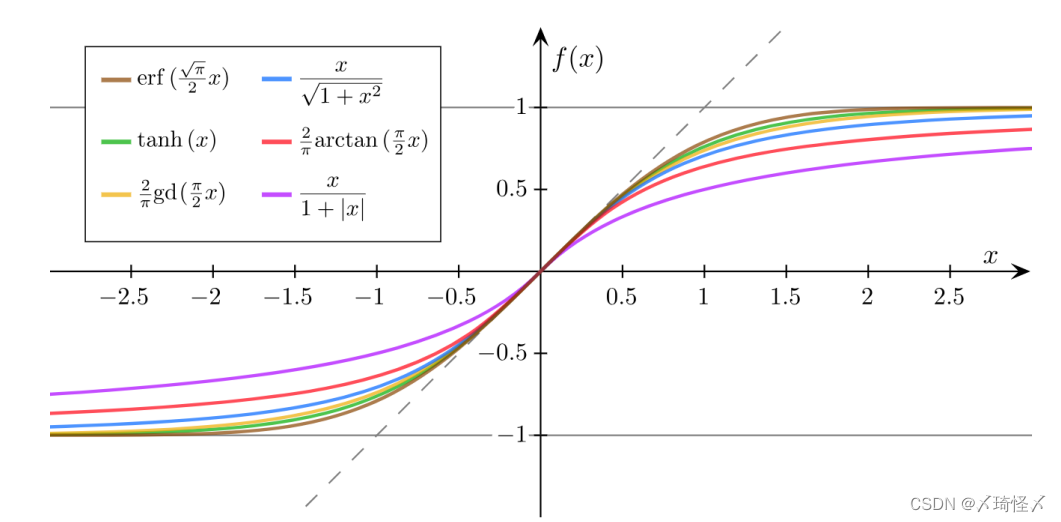 f(x)
erf (√π/2 x)
x/√(1 + x²)
tanh (x)
2/π arctan (π/2 x)
2/π gd(π/2 x)
x/(1 + |x|)
1
0.5
x
−2.5 −2 −1.5 −1 −0.5 0.5 1 1.5 2 2.5
−0.5
−1
CSDN @〆琦怪〆